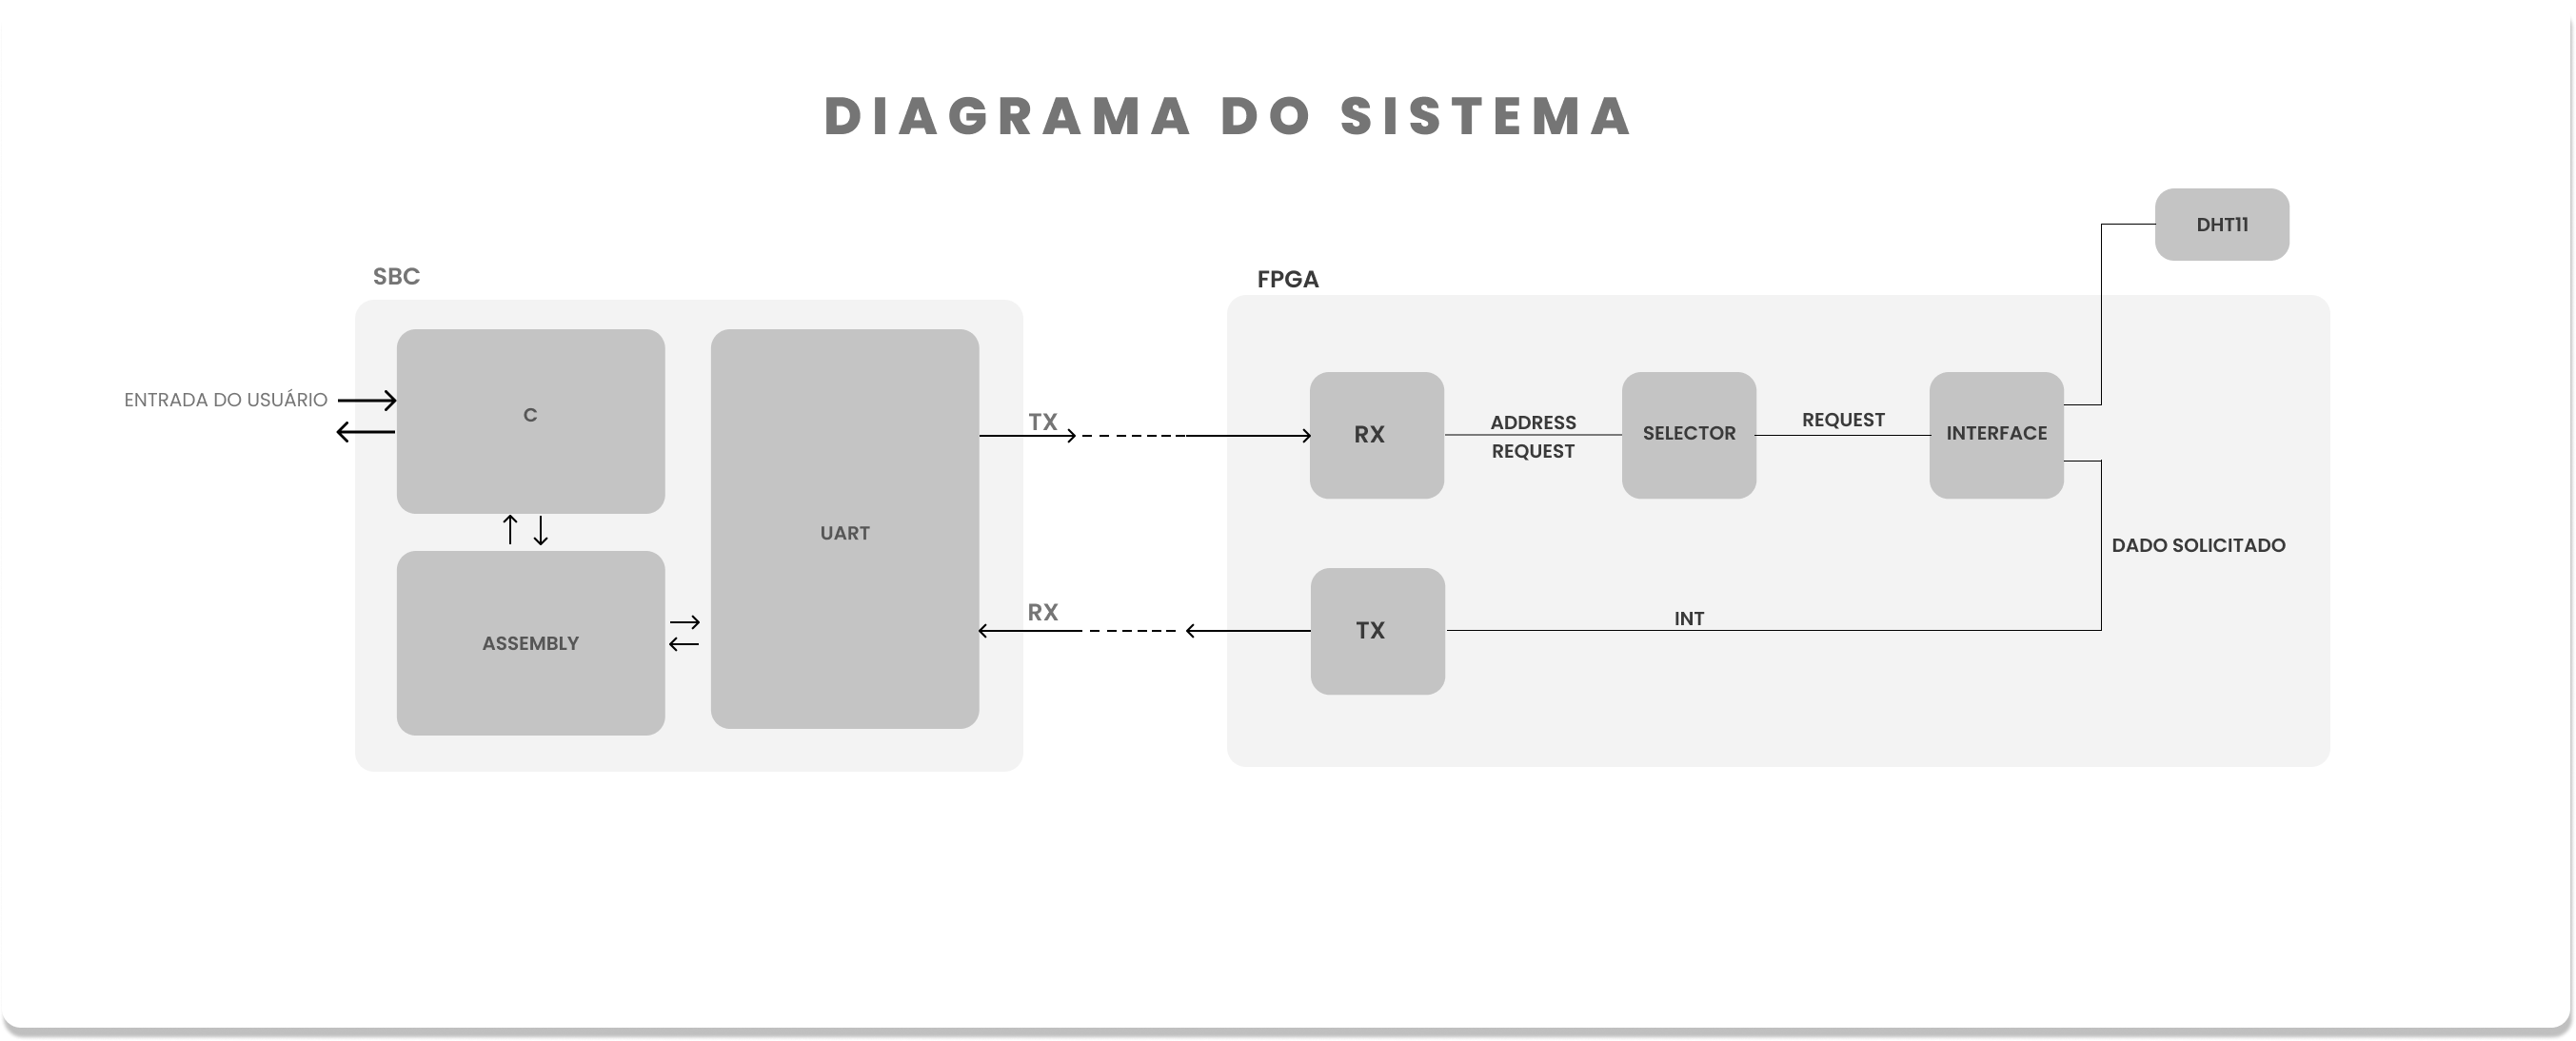 DIAGRAMA DO SISTEMA
DHT11
SBC
FPGA
ENTRADA DO USUÁRIO
C
TX
RX
ADDRESS
REQUEST
SELECTOR
REQUEST
INTERFACE
UART
DADO SOLICITADO
ASSEMBLY
RX
TX
INT